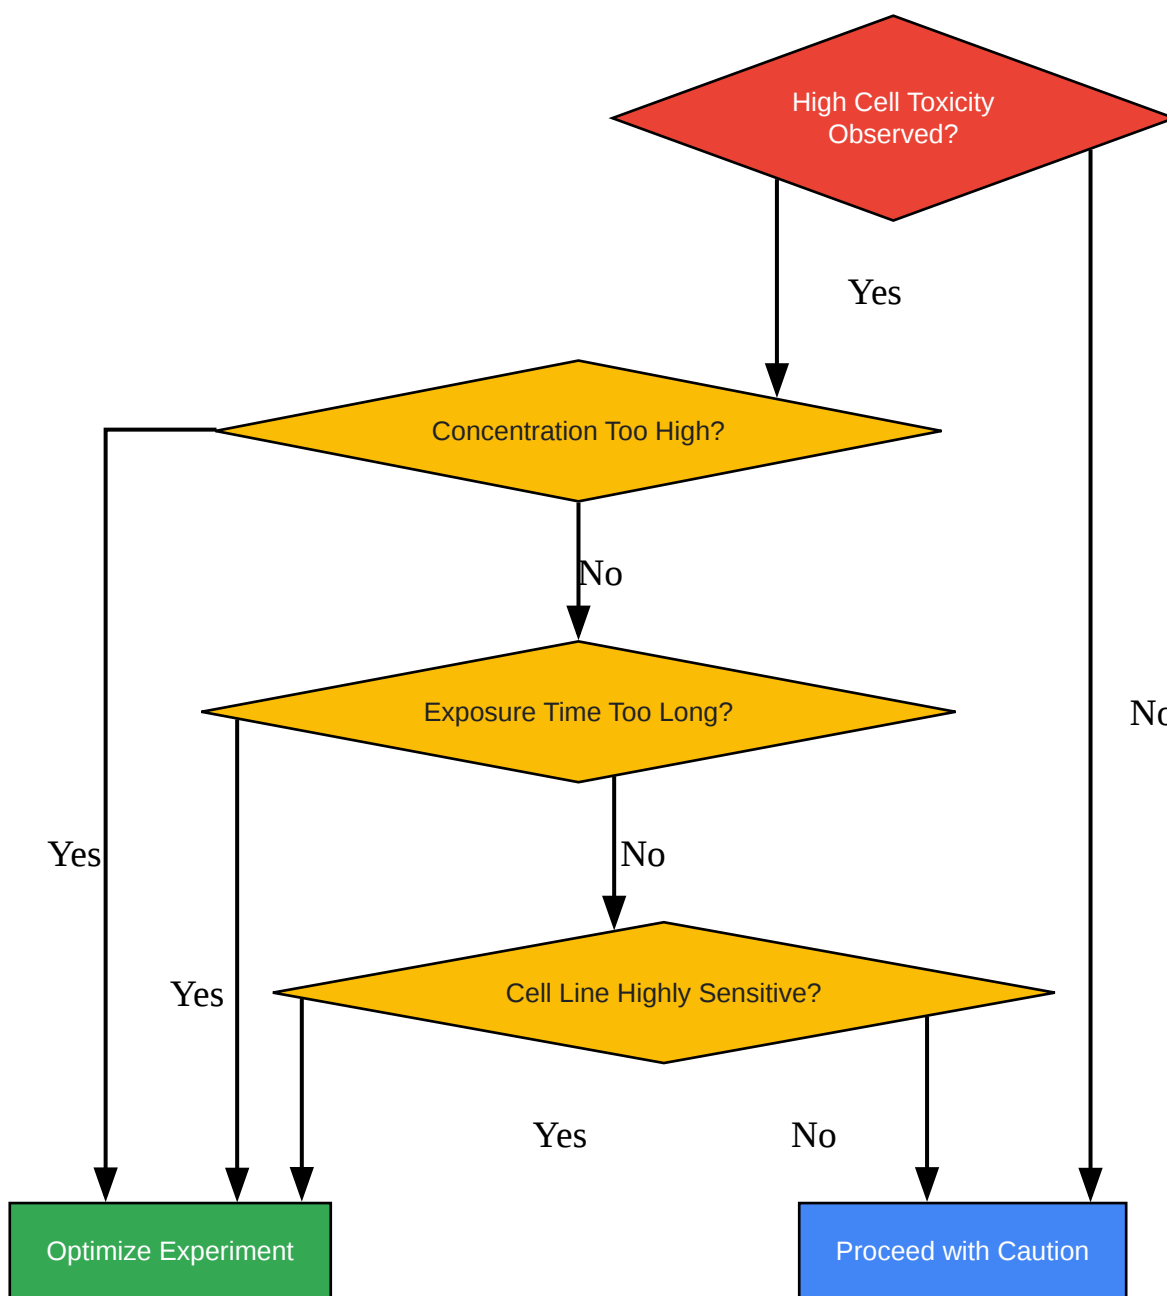 High Cell Toxicity
Observed?
Yes
Concentration Too High?
No
Exposure Time Too Long?
No
Yes
No
Cell Line Highly Sensitive?
Yes
Yes
No
Optimize Experiment
Proceed with Caution